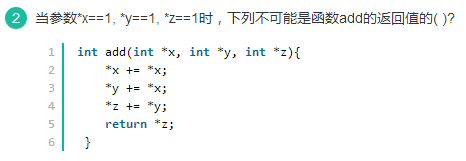 2 当参数*x==1, *y==1, *z==1时，下列不可能是函数add的返回值的( )?
1 int add(int *x, int *y, int *z){
2 *x += *x;
3 *y += *x;
4 *z += *y;
5 return *z;
6 }